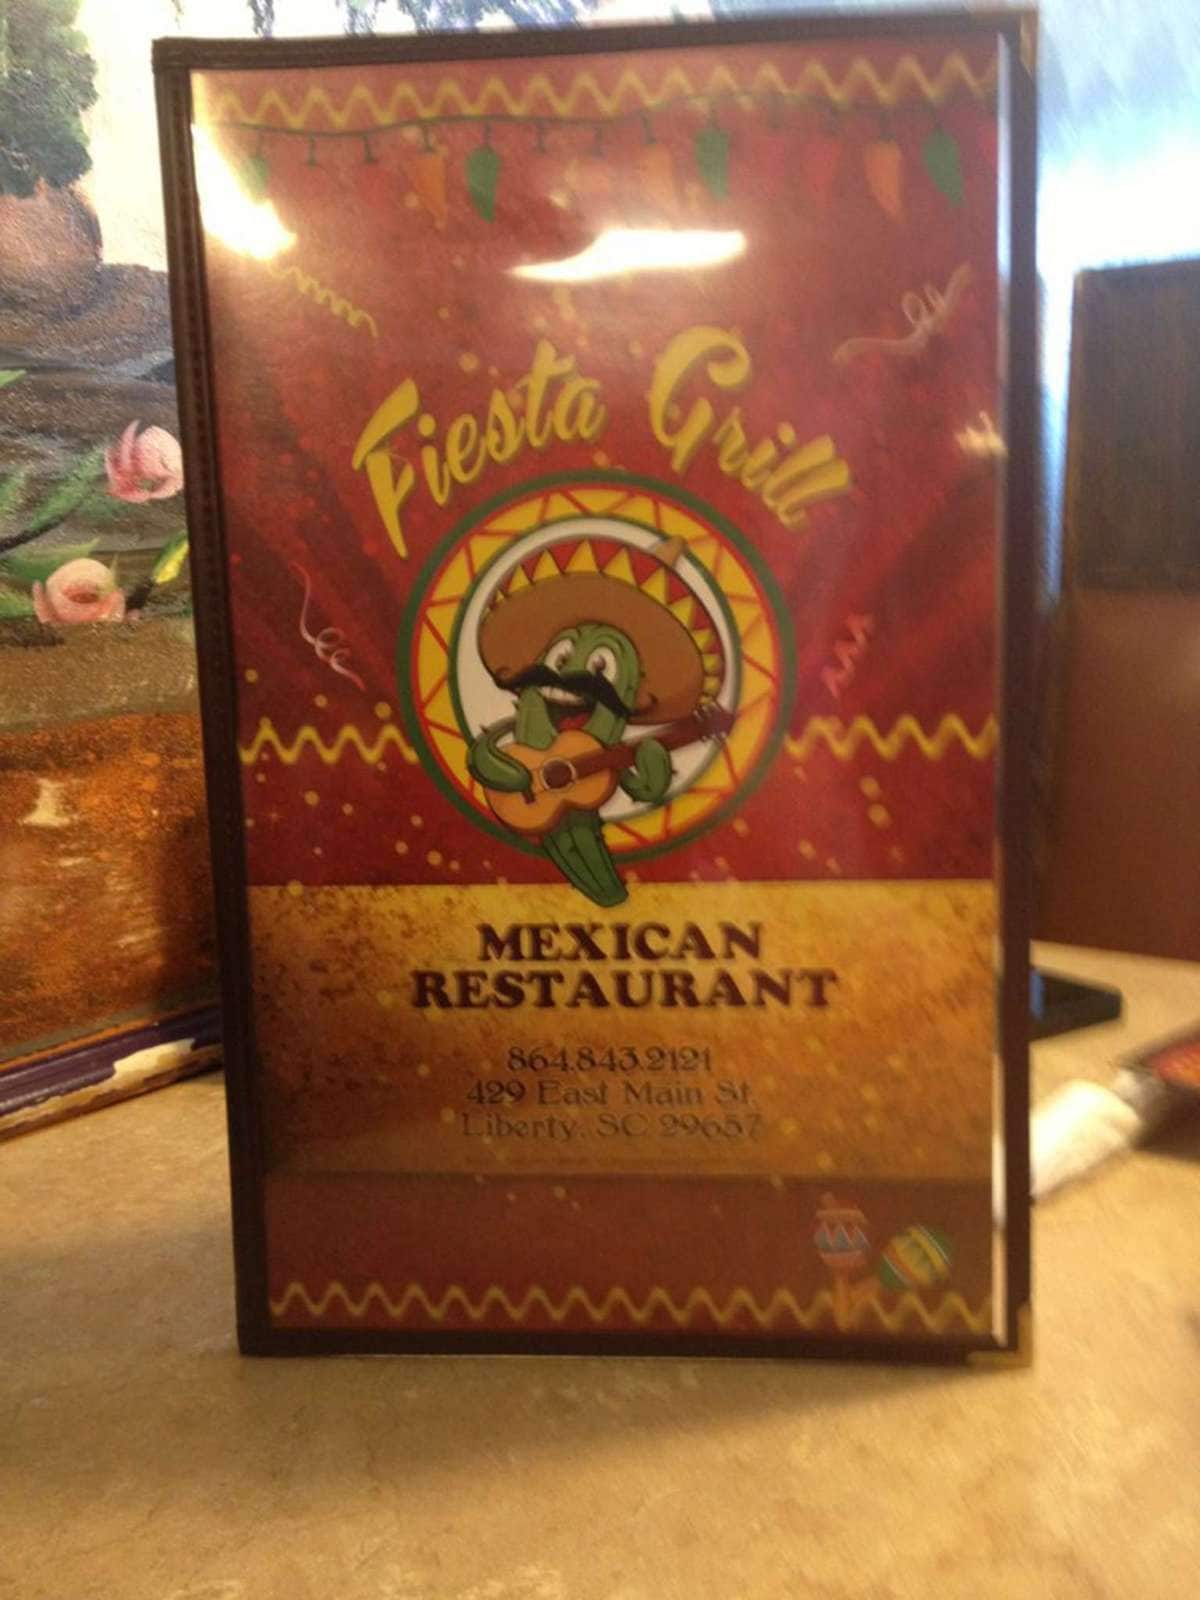 Fiesta Grill
MEXICAN
RESTAURANT
864.843.2121
429 East Main St.
Liberty, SC 29657